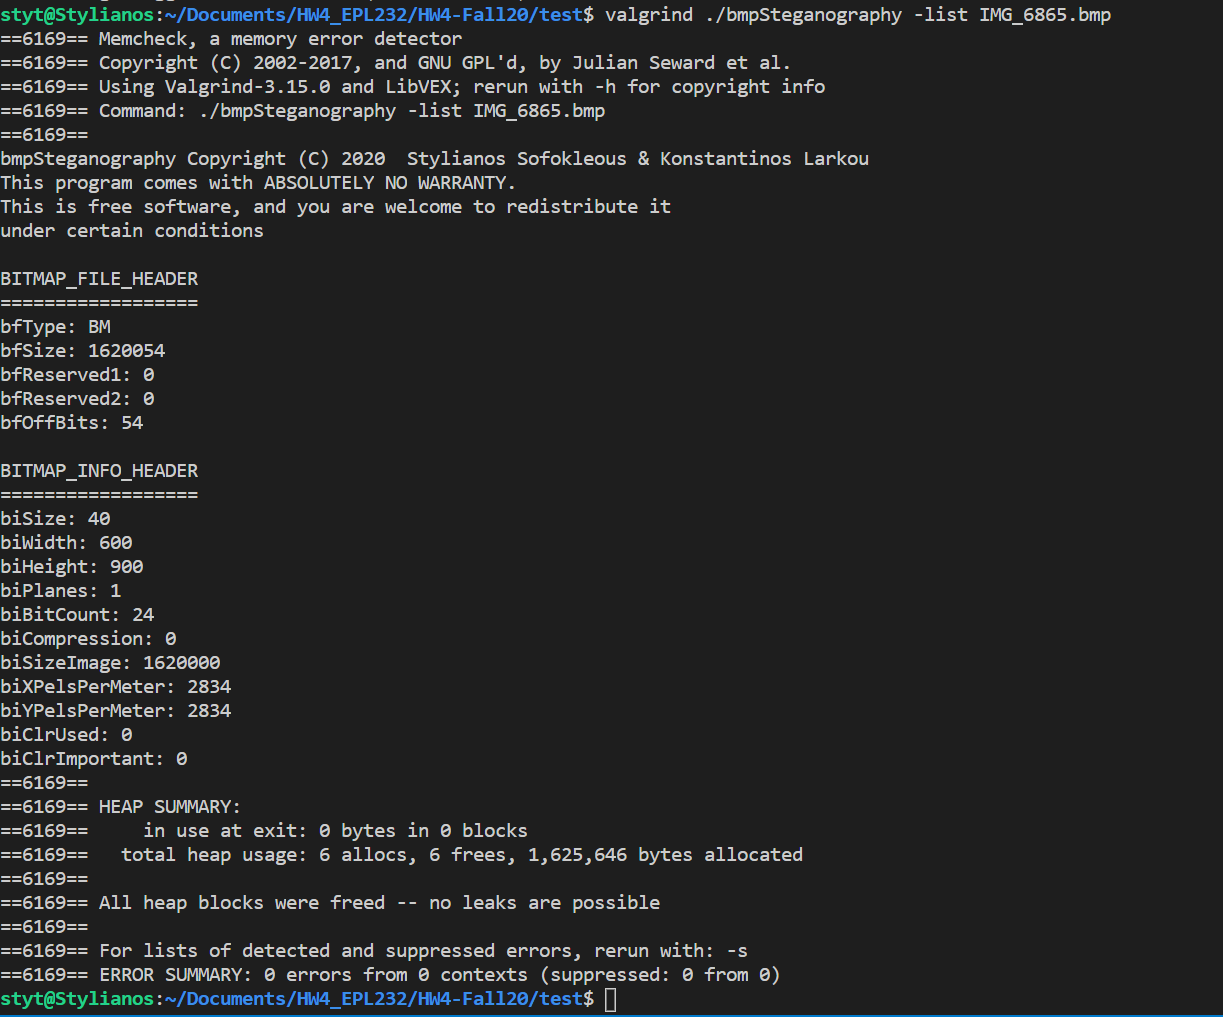 styt@Stylianos:~/Documents/HW4_EPL232/HW4-Fall20/test$ valgrind ./bmpSteganography -list IMG_6865.bmp
==6169== Memcheck, a memory error detector
==6169== Copyright (C) 2002-2017, and GNU GPL'd, by Julian Seward et al.
==6169== Using Valgrind-3.15.0 and LibVEX; rerun with -h for copyright info
==6169== Command: ./bmpSteganography -list IMG_6865.bmp
==6169==
bmpSteganography Copyright (C) 2020  Stylianos Sofokleous & Konstantinos Larkou
This program comes with ABSOLUTELY NO WARRANTY.
This is free software, and you are welcome to redistribute it
under certain conditions

BITMAP_FILE_HEADER
==================
bfType: BM
bfSize: 1620054
bfReserved1: 0
bfReserved2: 0
bfOffBits: 54

BITMAP_INFO_HEADER
==================
biSize: 40
biWidth: 600
biHeight: 900
biPlanes: 1
biBitCount: 24
biCompression: 0
biSizeImage: 1620000
biXPelsPerMeter: 2834
biYPelsPerMeter: 2834
biClrUsed: 0
biClrImportant: 0
==6169==
==6169== HEAP SUMMARY:
==6169==     in use at exit: 0 bytes in 0 blocks
==6169==   total heap usage: 6 allocs, 6 frees, 1,625,646 bytes allocated
==6169==
==6169== All heap blocks were freed -- no leaks are possible
==6169==
==6169== For lists of detected and suppressed errors, rerun with: -s
==6169== ERROR SUMMARY: 0 errors from 0 contexts (suppressed: 0 from 0)
styt@Stylianos:~/Documents/HW4_EPL232/HW4-Fall20/test$